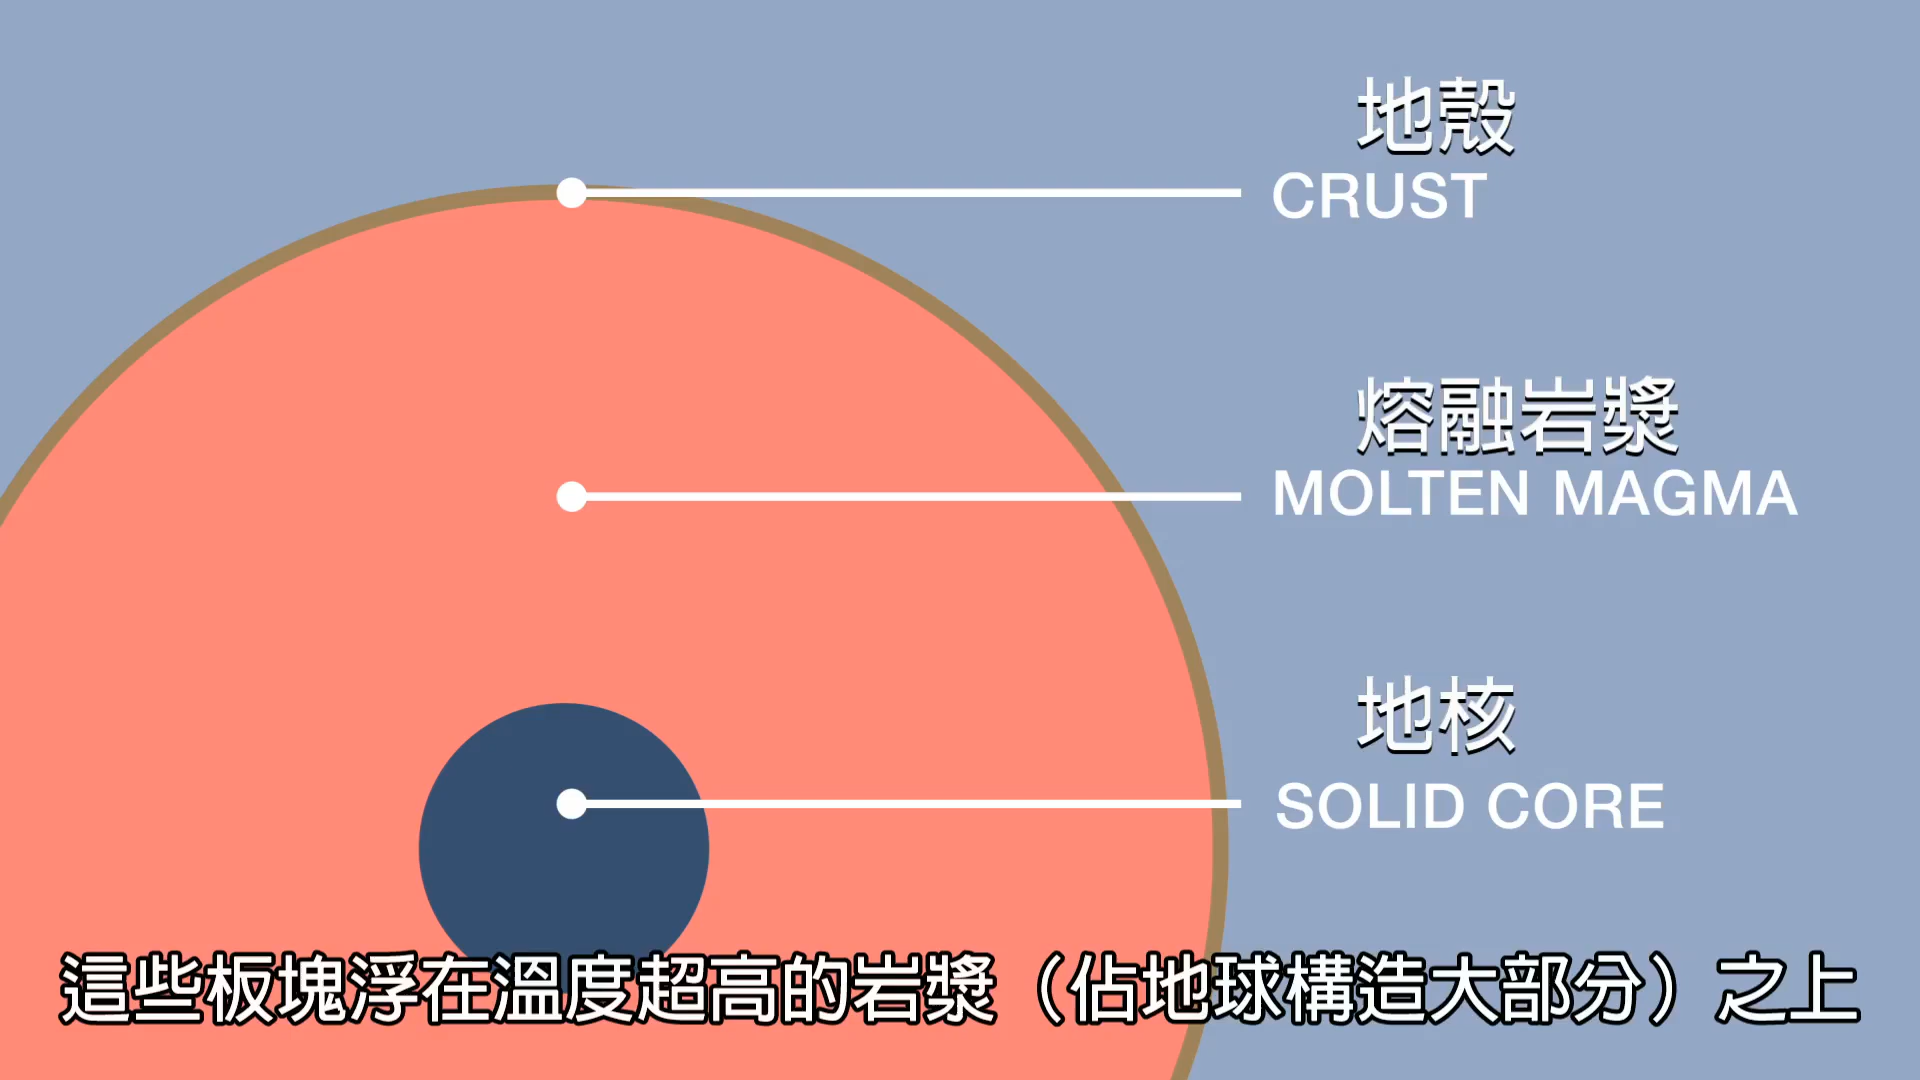 地殼
CRUST
熔融岩漿
MOLTEN MAGMA
地核
SOLID CORE
這些板塊浮在溫度超高的岩漿（佔地球構造大部分）之上